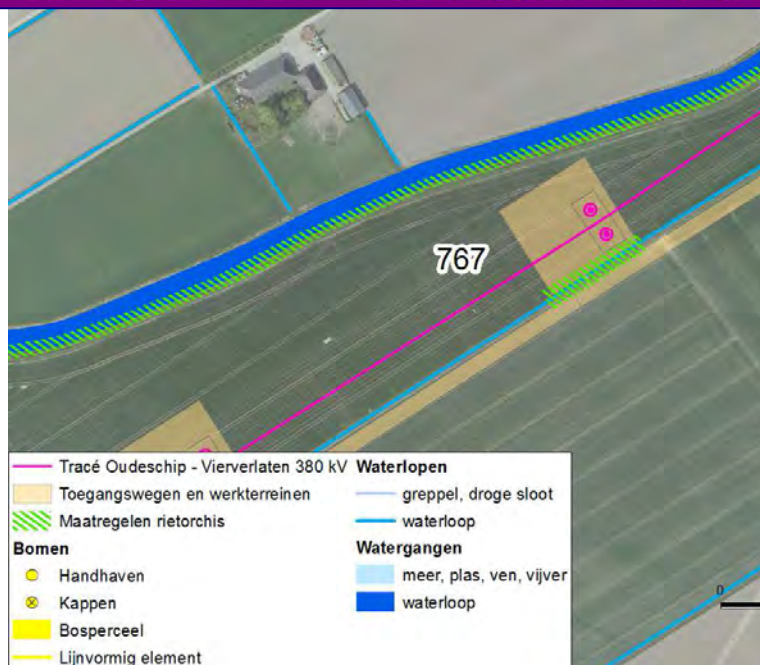 767
Tracé Oudeschip - Vierverlaten 380 kV
Toegangswegen en werkterreinen
Maatregelen rietorchis
Bomen
Handhaven
Kappen
Bosperceel
Lijnvormig element
Waterlopen
greppel, droge sloot
waterloop
Watergangen
meer, plas, ven, vijver
waterloop
0